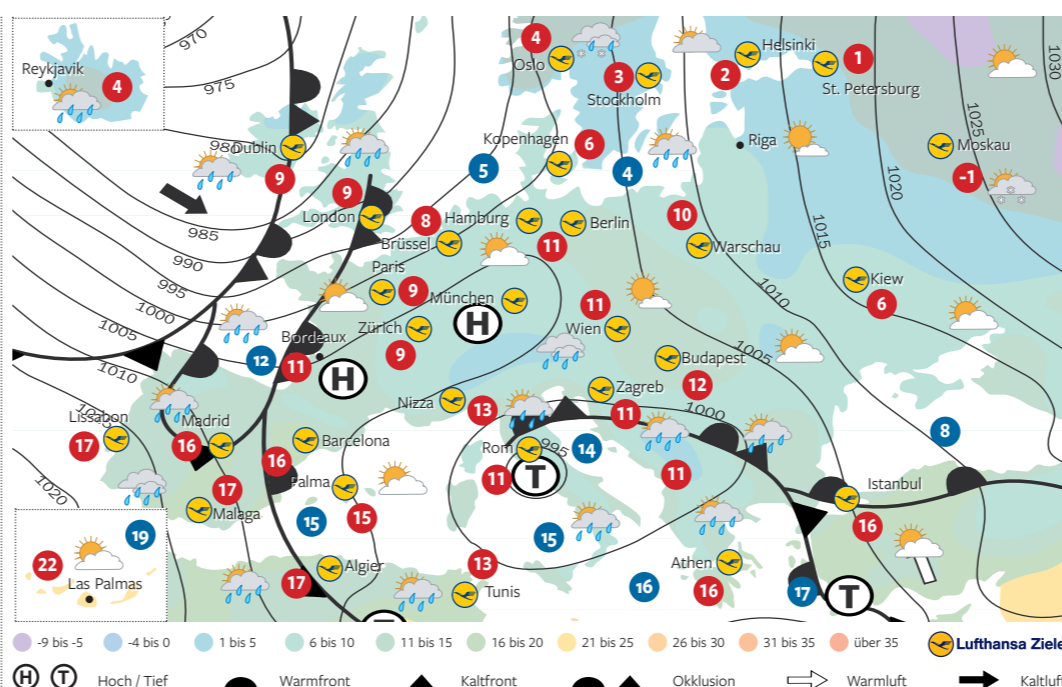 970
1030
4
Helsinki
Reykjavik
Oslo
1
4
975
3
2
St. Petersburg
Stockholm
1025
980
Dublin
Kopenhagen
6
Riga
Moskau
5
4
-1
9
9
1020
London
8
Hamburg
Berlin
10
985
Brüssel
11
Warschau
1015
990
Paris
Kiew
995
9
München
11
1010
6
1000
Zürich
Wien
1005
Bordeaux
9
1005
12
11
Budapest
1010
12
Zagreb
Nizza
13
11
1000
Lissabon
Madrid
8
17
16
Barcelona
Rom
995
14
16
11
11
Palma
Istanbul
1020
17
15
15
Malaga
16
19
15
22
13
Athen
Las Palmas
17
Algier
Tunis
16
16
17
T
H
H
T
-9 bis -5
-4 bis 0
1 bis 5
6 bis 10
11 bis 15
16 bis 20
21 bis 25
26 bis 30
31 bis 35
über 35
Lufthansa Ziele
H T Hoch / Tief
Warmfront
Kaltfront
Okklusion
Warmluft
Kaltluf